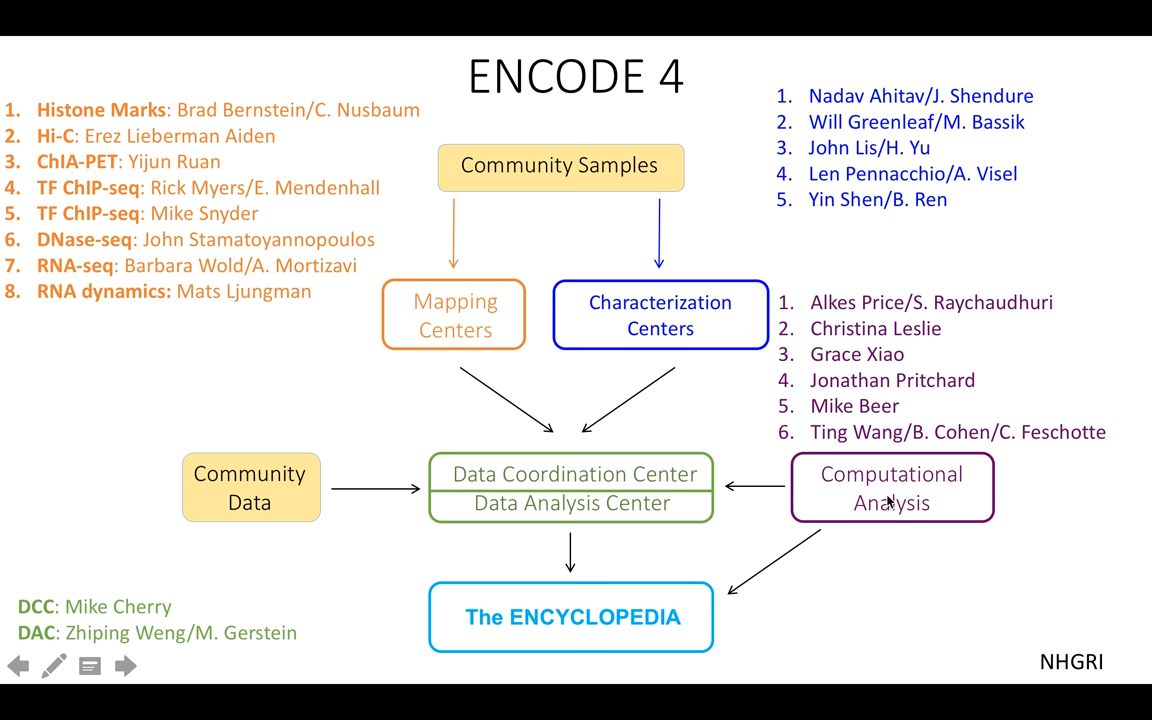 ENCODE 4
1. Histone Marks: Brad Bernstein/C. Nusbaum
2. Hi-C: Erez Lieberman Aiden
3. ChIA-PET: Yijun Ruan
4. TF ChIP-seq: Rick Myers/E. Mendenhall
5. TF ChIP-seq: Mike Snyder
6. DNase-seq: John Stamatoyannopoulos
7. RNA-seq: Barbara Wold/A. Mortizavi
8. RNA dynamics: Mats Ljungman
1. Nadav Ahitav/J. Shendure
2. Will Greenleaf/M. Bassik
3. John Lis/H. Yu
4. Len Pennacchio/A. Visel
5. Yin Shen/B. Ren
Community Samples
Mapping
Centers
Characterization
Centers
1. Alkes Price/S. Raychaudhuri
2. Christina Leslie
3. Grace Xiao
4. Jonathan Pritchard
5. Mike Beer
6. Ting Wang/B. Cohen/C. Feschotte
Community
Data
Data Coordination Center
Data Analysis Center
Computational
Analysis
The ENCYCLOPEDIA
DCC: Mike Cherry
DAC: Zhiping Weng/M. Gerstein
NHGRI